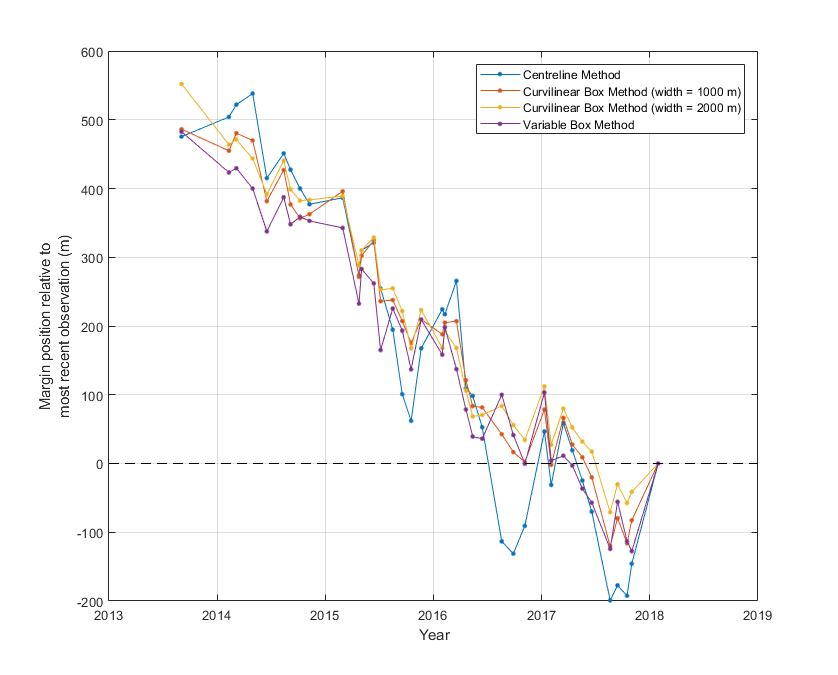 600
500
400
300
200
100
0
-100
-200
Margin position relative to
most recent observation (m)
Centreline Method
Curvilinear Box Method (width = 1000 m)
Curvilinear Box Method (width = 2000 m)
Variable Box Method
2013
2014
2015
2016
2017
2018
2019
Year